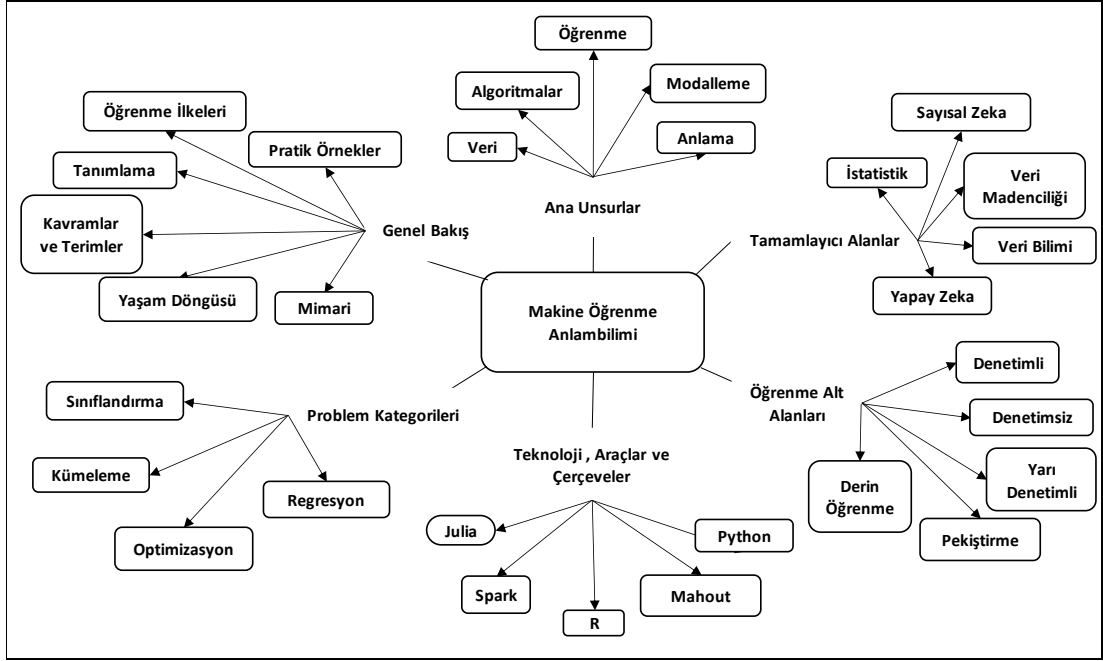 Öğrenme
Algoritmalar
Modalleme
Veri
Anlama
Ana Unsurlar
Öğrenme İlkeleri
Pratik Örnekler
Tanımlama
Kavramlar
ve Terimler
Genel Bakış
Yaşam Döngüsü
Mimari
Sayısal Zeka
İstatistik
Veri
Madenciliği
Tamamlayıcı Alanlar
Veri Bilimi
Yapay Zeka
Makine Öğrenme
Anlambilimi
Sınıflandırma
Problem Kategorileri
Kümeleme
Regresyon
Optimizasyon
Teknoloji , Araçlar ve
Çerçeveler
Julia
Python
Spark
Mahout
R
Öğrenme Alt
Alanları
Denetimli
Denetimsiz
Yarı
Denetimli
Derin
Öğrenme
Pekiştirme